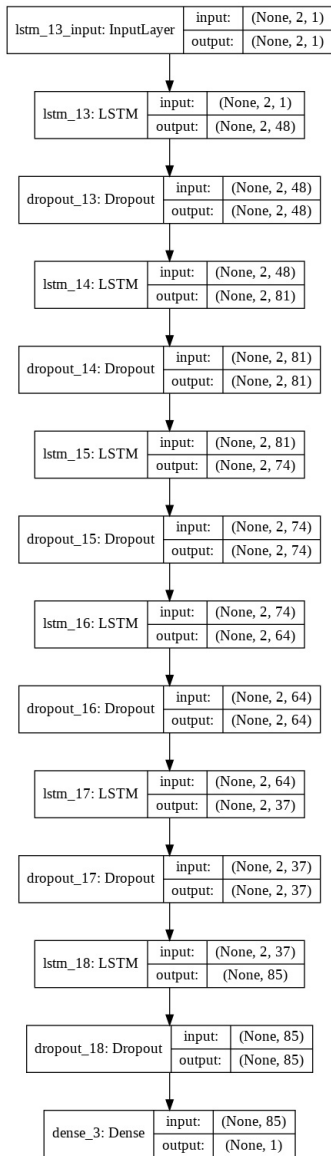 lstm_13_input: InputLayer input: (None, 2, 1)
output: (None, 2, 1)
lstm_13: LSTM input: (None, 2, 1)
output: (None, 2, 48)
dropout_13: Dropout input: (None, 2, 48)
output: (None, 2, 48)
lstm_14: LSTM input: (None, 2, 48)
output: (None, 2, 81)
dropout_14: Dropout input: (None, 2, 81)
output: (None, 2, 81)
lstm_15: LSTM input: (None, 2, 81)
output: (None, 2, 74)
dropout_15: Dropout input: (None, 2, 74)
output: (None, 2, 74)
lstm_16: LSTM input: (None, 2, 74)
output: (None, 2, 64)
dropout_16: Dropout input: (None, 2, 64)
output: (None, 2, 64)
lstm_17: LSTM input: (None, 2, 64)
output: (None, 2, 37)
dropout_17: Dropout input: (None, 2, 37)
output: (None, 2, 37)
lstm_18: LSTM input: (None, 2, 37)
output: (None, 85)
dropout_18: Dropout input: (None, 85)
output: (None, 85)
dense_3: Dense input: (None, 85)
output: (None, 1)